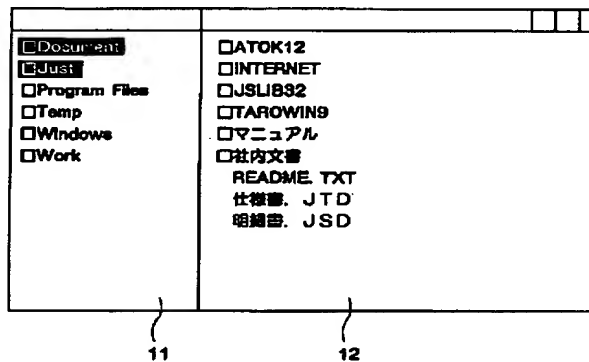 Document
Just
Program Files
Temp
Windows
Work
ATOK12
INTERNET
JSLIB32
TAROWIN9
マニュアル
社内文書
README. TXT
仕様書. JTD
明細書. JSD
11
12